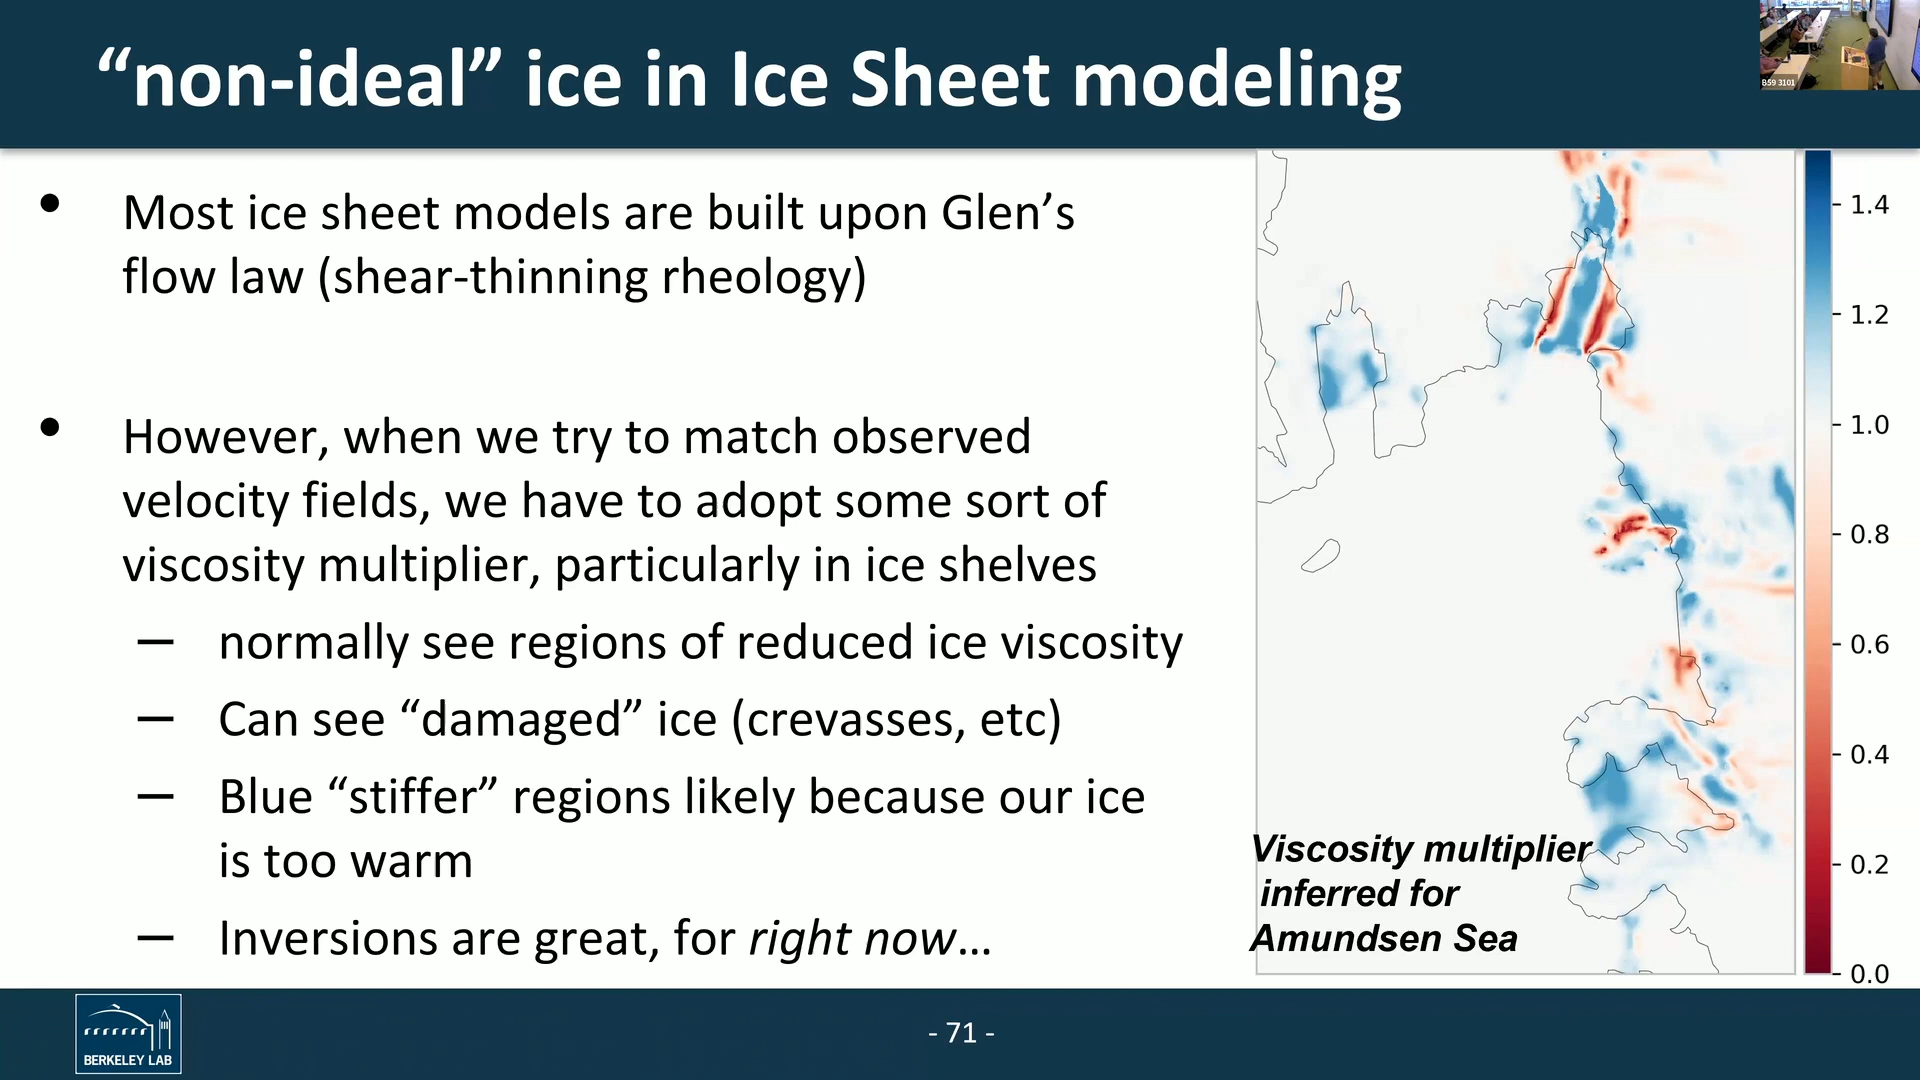 “non-ideal” ice in Ice Sheet modeling
B59 3101
• Most ice sheet models are built upon Glen’s
flow law (shear-thinning rheology)
• However, when we try to match observed
velocity fields, we have to adopt some sort of
viscosity multiplier, particularly in ice shelves
– normally see regions of reduced ice viscosity
– Can see “damaged” ice (crevasses, etc)
– Blue “stiffer” regions likely because our ice
is too warm
– Inversions are great, for right now…
Viscosity multiplier
inferred for
Amundsen Sea
1.4
1.2
1.0
0.8
0.6
0.4
0.2
0.0
BERKELEY LAB
- 71 -